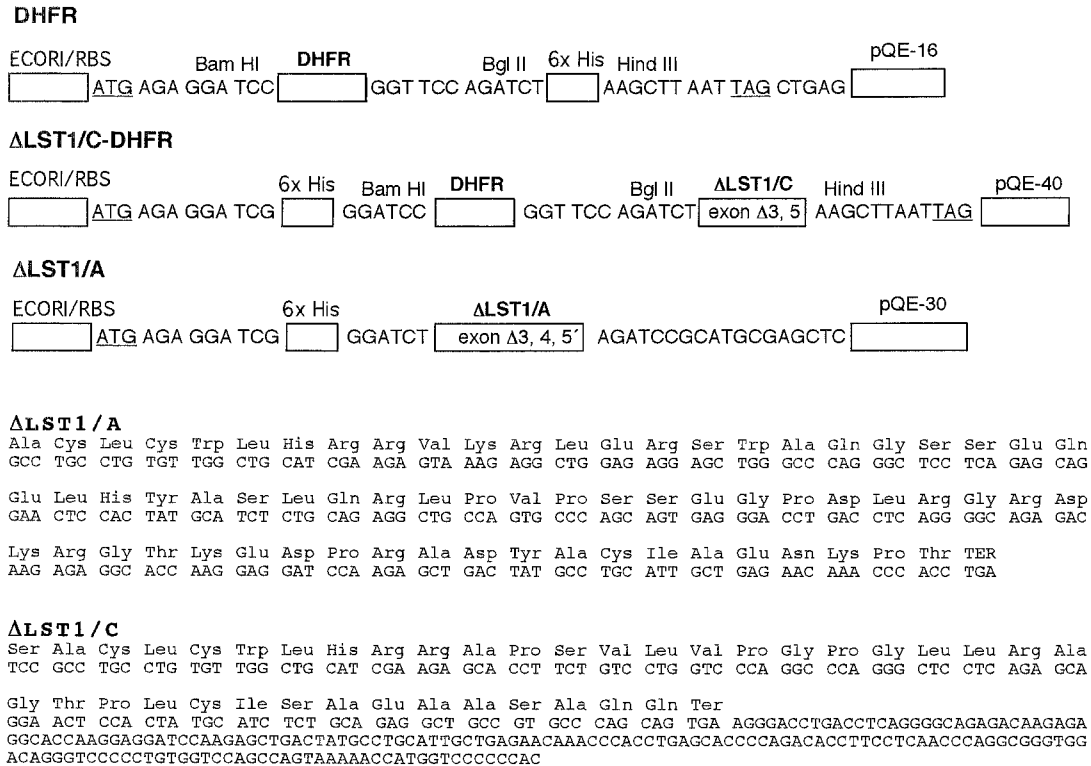 DHFR
ECORI/RBS Bam HI DHFR Bgl II 6x His Hind III pQE-16
ATG AGA GGA TCC GGT TCC AGATCT AAGCTT AAT TAG CTGAG
ΔLST1/C-DHFR
ECORI/RBS 6x His Bam HI DHFR Bgl II ΔLST1/C Hind III pQE-40
ATG AGA GGA TCG GGATCC GGT TCC AGATCT exon Δ3, 5 AAGCTTAATTAG
ΔLST1/A
ECORI/RBS 6x His ΔLST1/A pQE-30
ATG AGA GGA TCG GGATCT exon Δ3, 4, 5´ AGATCCGCATGCGAGCTC
ΔLST1/A
Ala Cys Leu Cys Trp Leu His Arg Arg Val Lys Arg Leu Glu Arg Ser Trp Ala Gln Gly Ser Ser Glu Gln
GCC TGC CTG TGT TGG CTG CAT CGA AGA GTA AAG AGG CTG GAG AGG AGC TGG GCC CAG GGC TCC TCA GAG CAG
Glu Leu His Tyr Ala Ser Leu Gln Arg Leu Pro Val Pro Ser Ser Glu Gly Pro Asp Leu Arg Gly Arg Asp
GAA CTC CAC TAT GCA TCT CTG CAG AGG CTG CCA GTG CCC AGC AGT GAG GGA CCT GAC CTC AGG GGC AGA GAC
Lys Arg Gly Thr Lys Glu Asp Pro Arg Ala Asp Tyr Ala Cys Ile Ala Glu Asn Lys Pro Thr TER
AAG AGA GGC ACC AAG GAG GAT CCA AGA GCT GAC TAT GCC TGC ATT GCT GAG AAC AAA CCC ACC TGA
ΔLST1/C
Ser Ala Cys Leu Cys Trp Leu His Arg Arg Ala Pro Ser Val Leu Val Pro Gly Pro Gly Leu Leu Arg Ala
TCC GCC TGC CTG TGT TGG CTG CAT CGA AGA GCA CCT TCT GTC CTG GTC CCA GGC CCA GGG CTC CTC AGA GCA
Gly Thr Pro Leu Cys Ile Ser Ala Glu Ala Ala Ser Ala Gln Gln Ter
GGA ACT CCA CTA TGC ATC TCT GCA GAG GCT GCC GT GCC CAG CAG TGA AGGGACCTGACCTCAGGGGCAGAGACAAGAGA
GGCACCAAGGAGGATCCAAGAGCTGACTATGCCTGCATTGCTGAGAACAAACCCACCTGAGCACCCCAGACACCTTCCTCAACCCAGGCGGGTGG
ACAGGGTCCCCCTGTGGTCCAGCCAGTAAAAACCATGGTCCCCCCAC